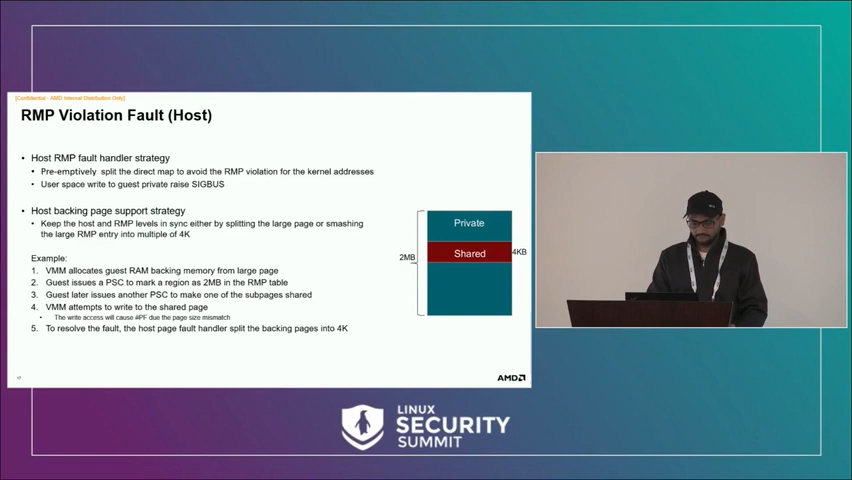 [Confidential - AMD Internal Distribution Only]
RMP Violation Fault (Host)
• Host RMP fault handler strategy
• Pre-emptively split the direct map to avoid the RMP violation for the kernel addresses
• User space write to guest private raise SIGBUS
• Host backing page support strategy
• Keep the host and RMP levels in sync either by splitting the large page or smashing
the large RMP entry into multiple of 4K
Example:
1. VMM allocates guest RAM backing memory from large page
2. Guest issues a PSC to mark a region as 2MB in the RMP table
3. Guest later issues another PSC to make one of the subpages shared
4. VMM attempts to write to the shared page
• The write access will cause #PF due the page size mismatch
5. To resolve the fault, the host page fault handler split the backing pages into 4K
Private
Shared
2MB
4KB
AMD
LINUX
SECURITY
SUMMIT